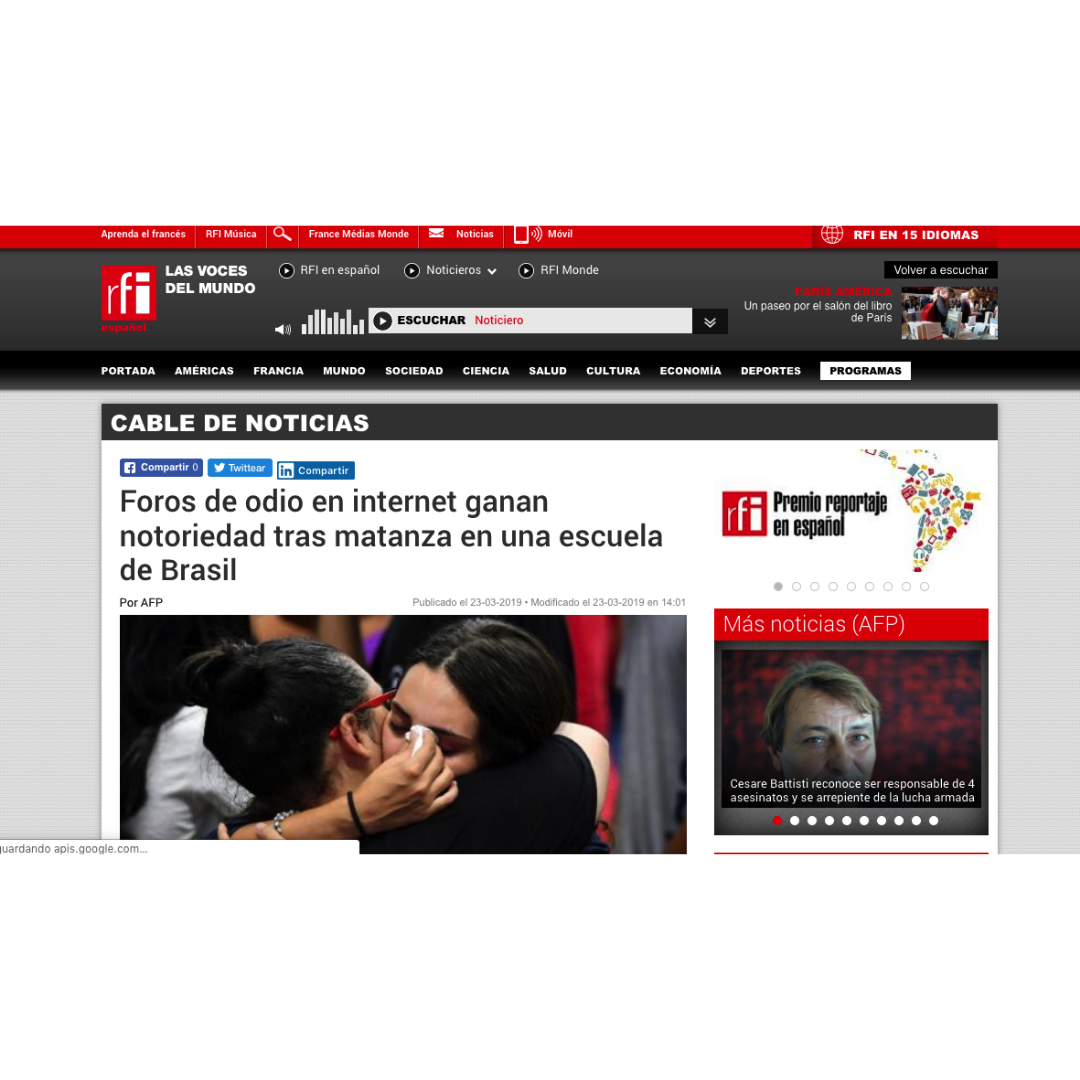 Aprenda el francés RFI Música France Médias Monde Noticias Móvil RFI EN 15 IDIOMAS
rfi
español
LAS VOCES
DEL MUNDO
RFI en español Noticieros RFI Monde
ESCUCHAR Noticiero
Volver a escuchar
PARÍS AMÉRICA
Un paseo por el salón del libro
de París
PORTADA AMÉRICAS FRANCIA MUNDO SOCIEDAD CIENCIA SALUD CULTURA ECONOMÍA DEPORTES PROGRAMAS
CABLE DE NOTICIAS
Compartir 0 Twittear Compartir
Foros de odio en internet ganan
notoriedad tras matanza en una escuela
de Brasil
Por AFP Publicado el 23-03-2019 • Modificado el 23-03-2019 en 14:01
rfi Premio reportaje
en español
Más noticias (AFP)
Cesare Battisti reconoce ser responsable de 4
asesinatos y se arrepiente de la lucha armada
guardando apis.google.com...